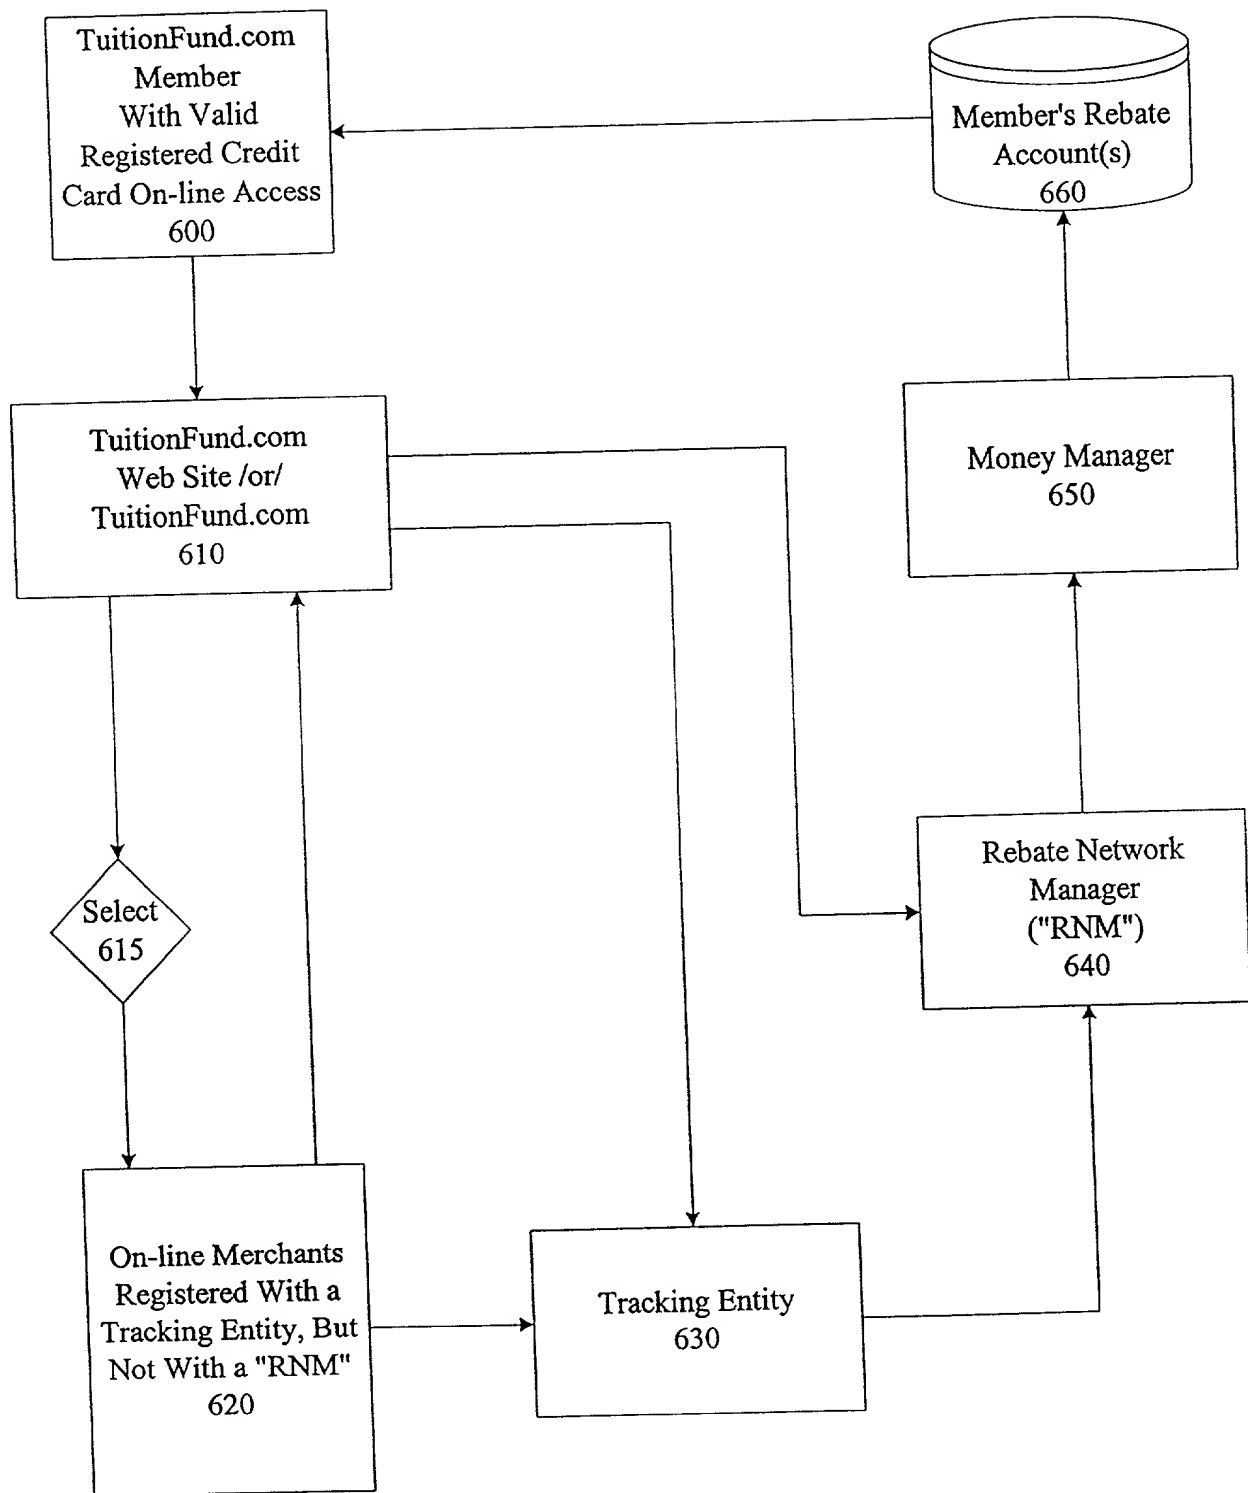 TuitionFund.com
Member
With Valid
Registered Credit
Card On-line Access
600
Member's Rebate
Account(s)
660
TuitionFund.com
Web Site /or/
TuitionFund.com
610
Money Manager
650
Select
615
Rebate Network
Manager
("RNM")
640
On-line Merchants
Registered With a
Tracking Entity, But
Not With a "RNM"
620
Tracking Entity
630